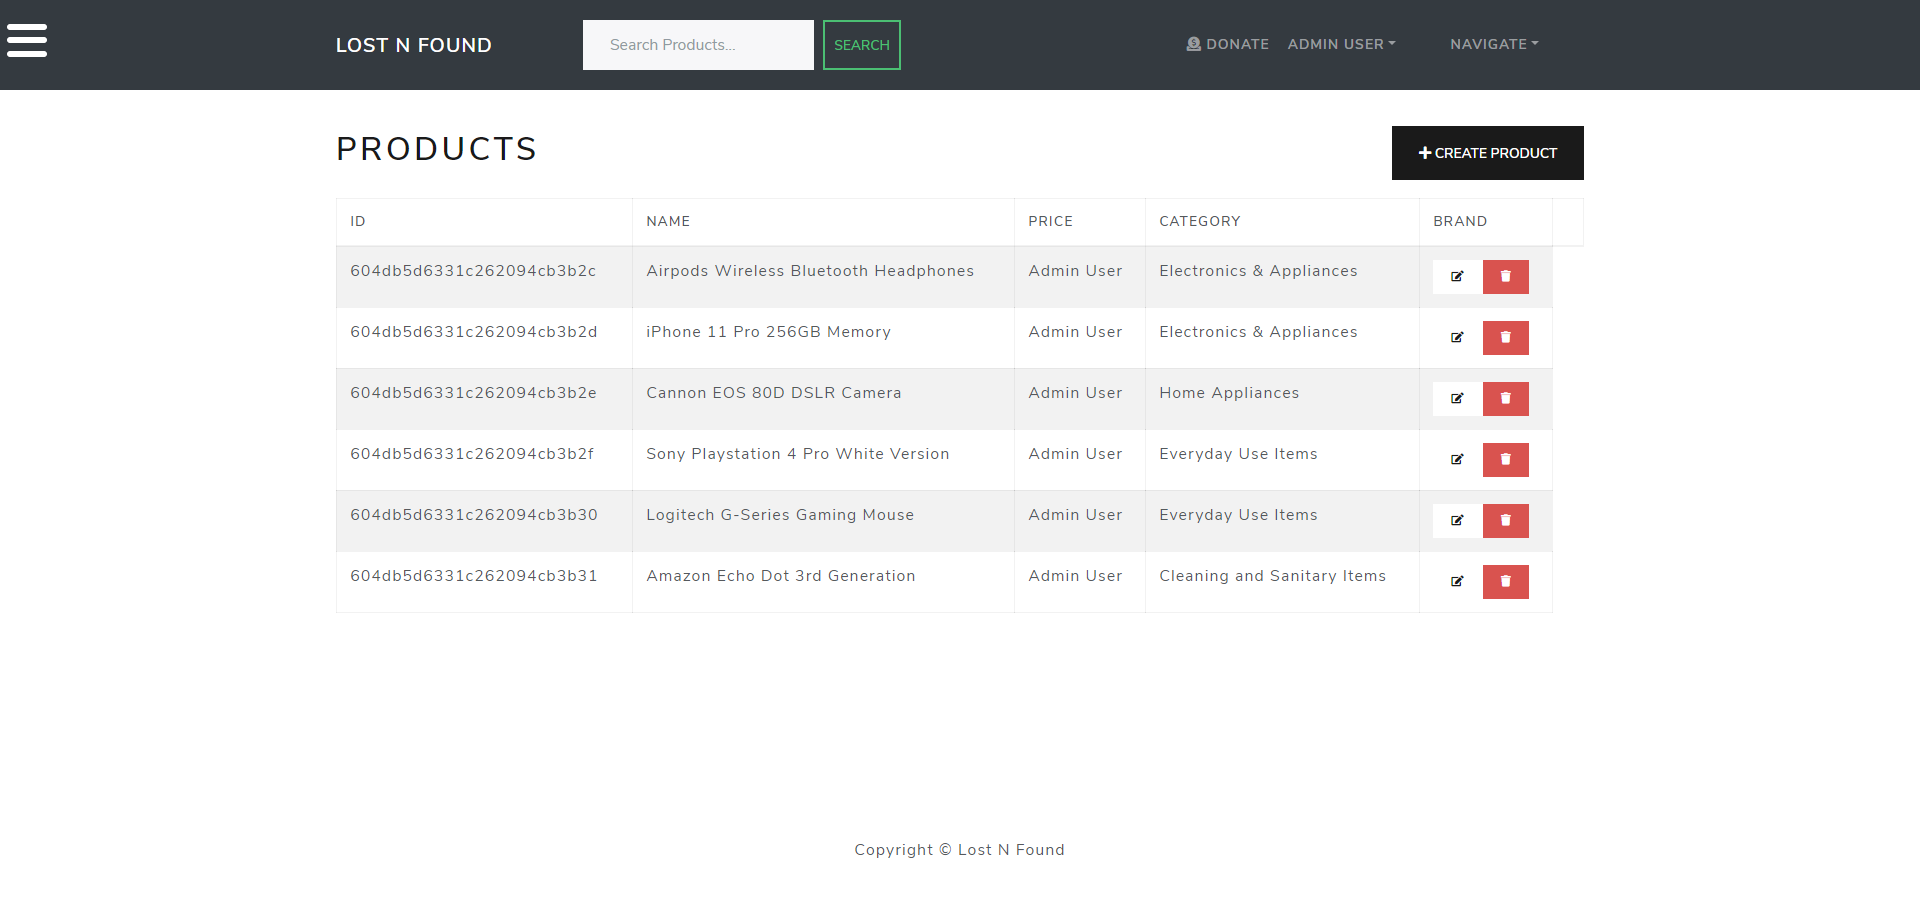 LOST N FOUND Search Products... SEARCH DONATE ADMIN USER NAVIGATE
PRODUCTS
CREATE PRODUCT
ID NAME PRICE CATEGORY BRAND
604db5d6331c262094cb3b2c Airpods Wireless Bluetooth Headphones Admin User Electronics & Appliances
604db5d6331c262094cb3b2d iPhone 11 Pro 256GB Memory Admin User Electronics & Appliances
604db5d6331c262094cb3b2e Cannon EOS 80D DSLR Camera Admin User Home Appliances
604db5d6331c262094cb3b2f Sony Playstation 4 Pro White Version Admin User Everyday Use Items
604db5d6331c262094cb3b30 Logitech G-Series Gaming Mouse Admin User Everyday Use Items
604db5d6331c262094cb3b31 Amazon Echo Dot 3rd Generation Admin User Cleaning and Sanitary Items
Copyright © Lost N Found